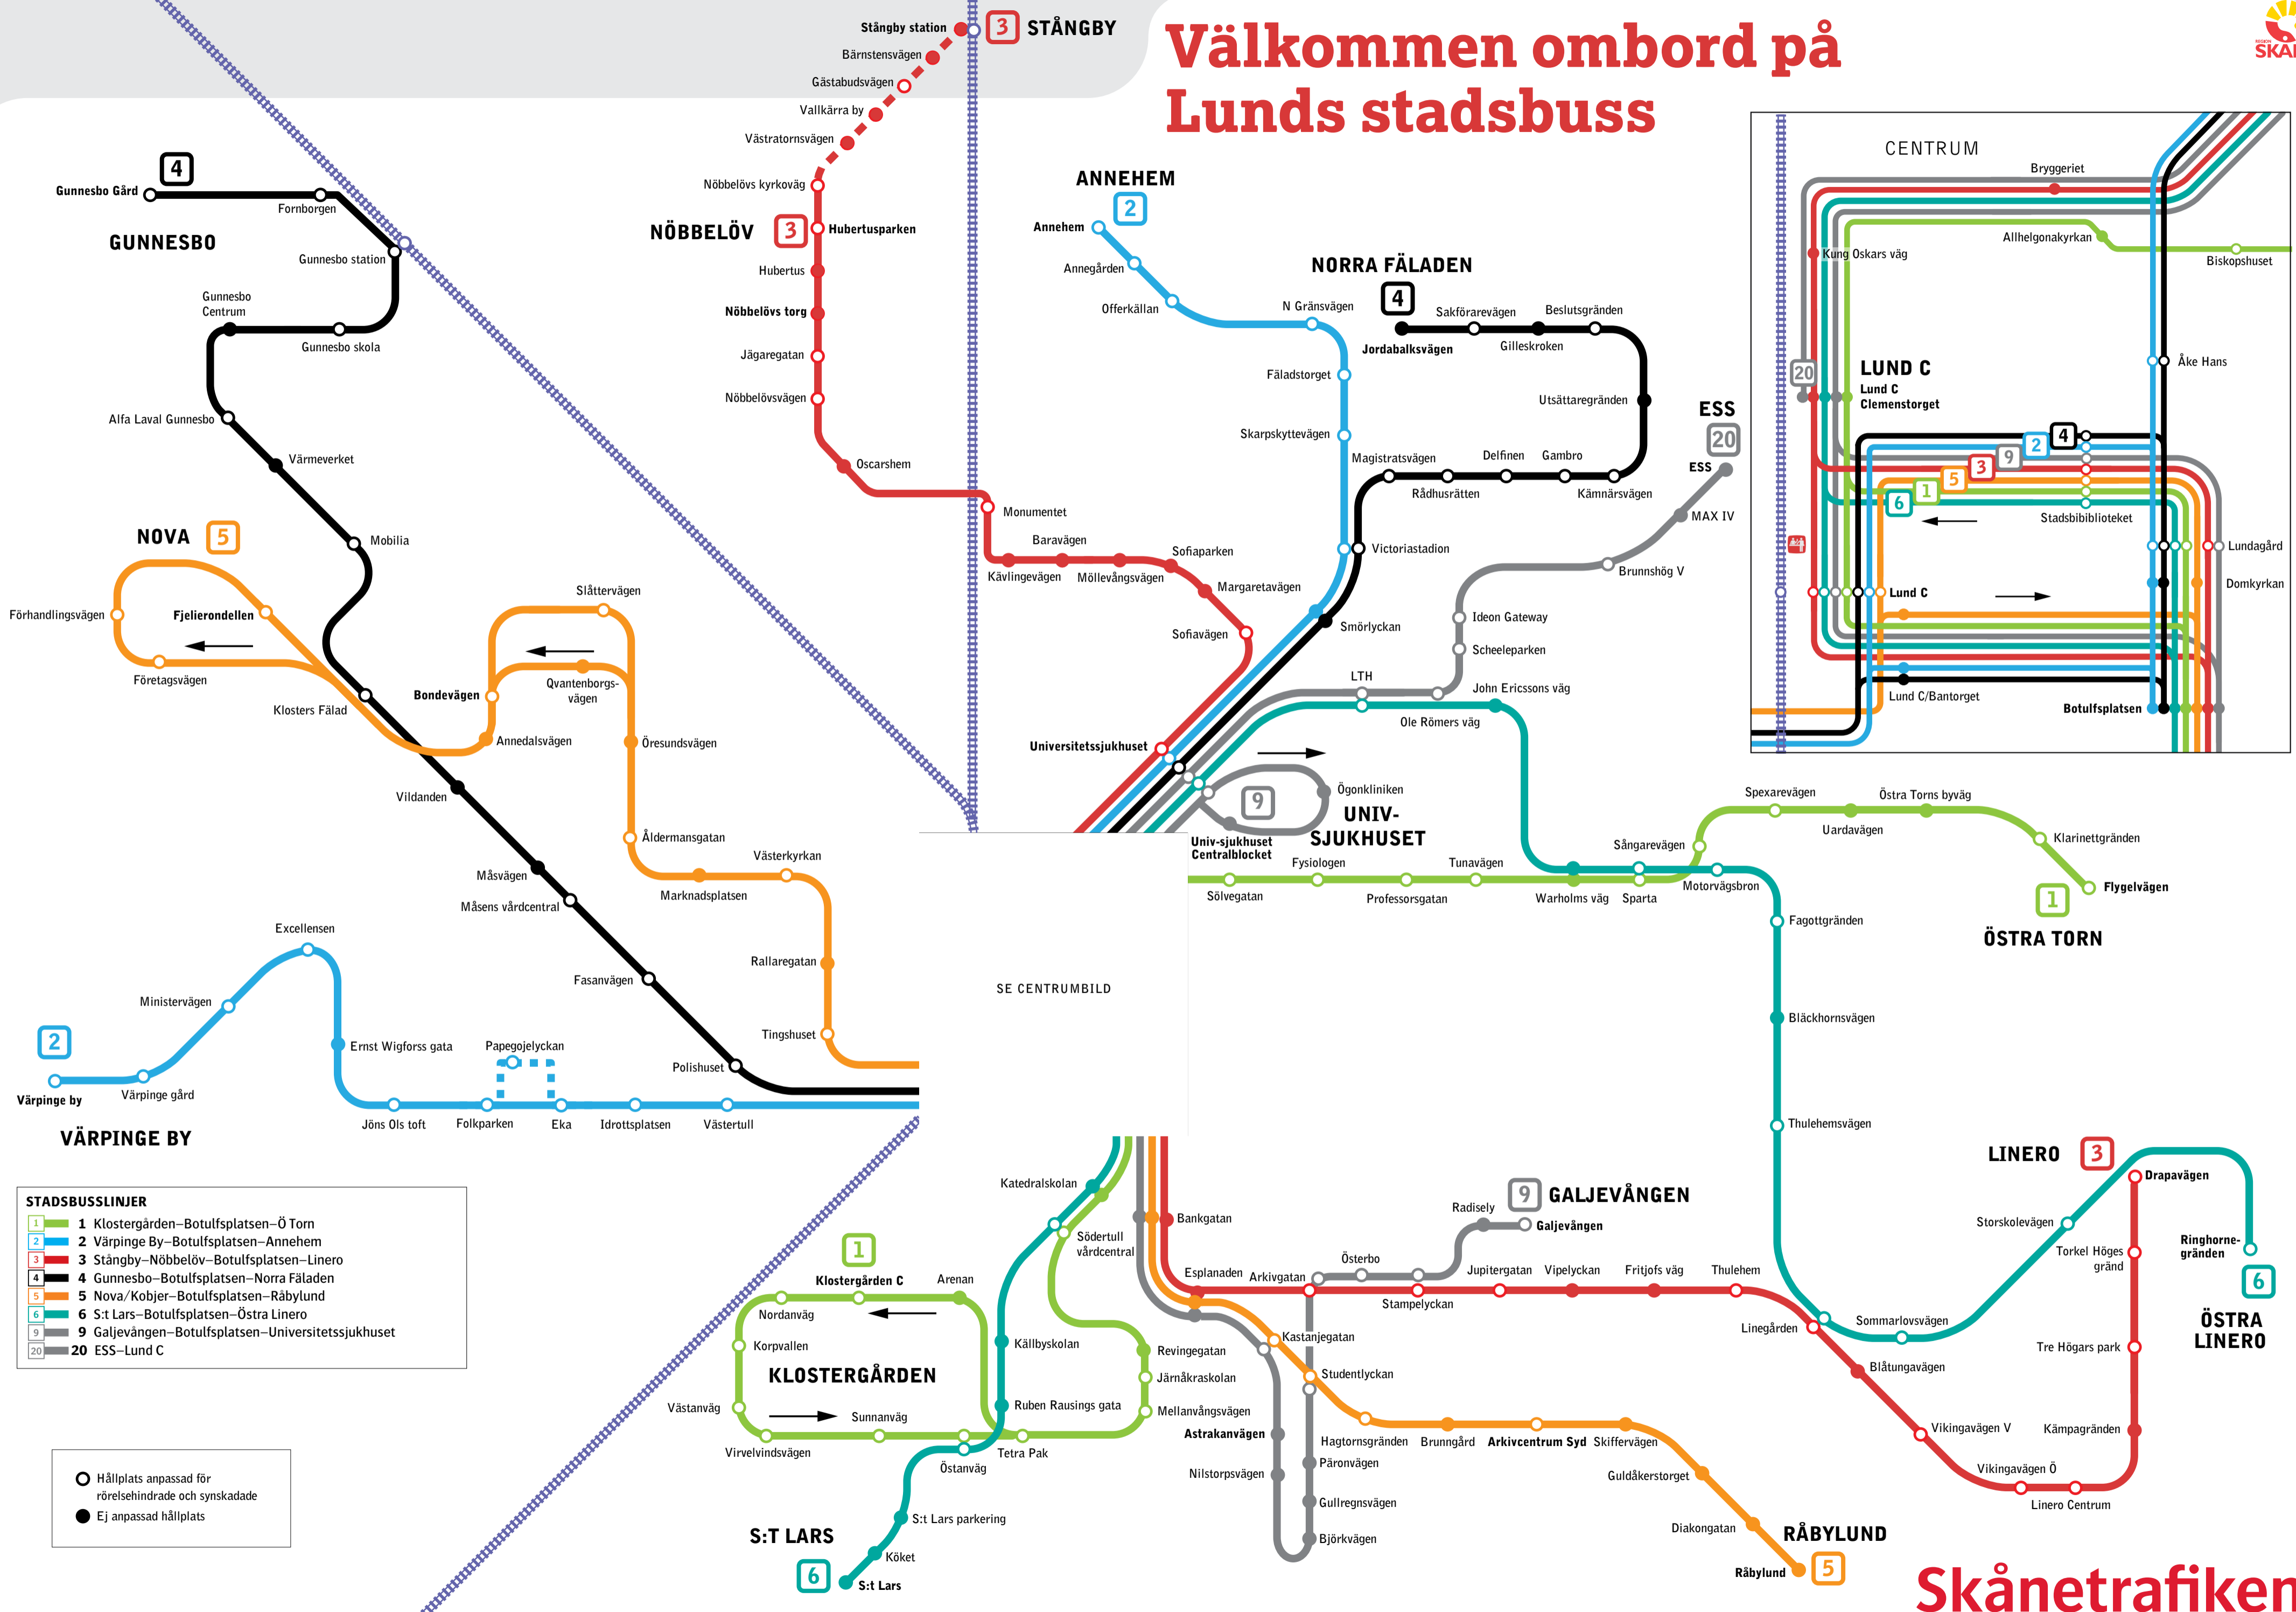 Välkommen ombord på
Lunds stadsbuss
REGION
Stångby station
3
STÅNGBY
Bärnstensvägen
Gästabudsvägen
Vallkärra by
Västratornsvägen
Nöbbelövs kyrkoväg
NÖBBELÖV
3
Hubertusparken
Hubertus
Nöbbelövs torg
Jägaregatan
Nöbbelövsvägen
Oscarshem
Monumentet
Baravägen
Kävlingevägen
Möllevångsvägen
Sofiaparken
Margaretavägen
Sofiavägen
Universitetssjukhuset
4
Gunnesbo Gård
Fornborgen
GUNNESBO
Gunnesbo station
Gunnesbo
Centrum
Gunnesbo skola
Alfa Laval Gunnesbo
Värmeverket
Mobilia
NOVA
5
Förhandlingsvägen
Fjelierondellen
Företagsvägen
Klosters Fälad
Slåttervägen
Bondevägen
Qvantenborgs-
vägen
Annedalsvägen
Öresundsvägen
Vildanden
Åldermansgatan
Måsvägen
Måsens vårdcentral
Marknadsplatsen
Västerkyrkan
Fasanvägen
Rallaregatan
Tingshuset
Polishuset
Excellensen
Ministervägen
2
Värpinge by
Värpinge gård
VÄRPINGE BY
Ernst Wigforss gata
Papegojelyckan
Jöns Ols toft
Folkparken
Eka
Idrottsplatsen
Västertull
ANNEHEM
2
Annehem
Annegården
Offerkällan
N Gränsvägen
Fäladstorget
Skarpskyttevägen
NORRA FÄLADEN
4
Jordabalksvägen
Sakförarevägen
Gilleskroken
Beslutsgränden
Utsättaregränden
Magistratsvägen
Rådhusrätten
Delfinen
Gambro
Kämnärsvägen
Victoriastadion
Smörlyckan
ESS
20
ESS
MAX IV
Brunnshög V
Ideon Gateway
Scheeleparken
LTH
John Ericssons väg
Ole Römers väg
9
Ögonkliniken
UNIV-
SJUKHUSET
Univ-sjukhuset
Centralblocket
Sölvegatan
Fysiologen
Professorsgatan
Tunavägen
Warholms väg
Sparta
Sångarevägen
Motorvägsbron
Spexarevägen
Uardavägen
Östra Torns byväg
Klarinettgränden
Flygelvägen
1
ÖSTRA TORN
Fagottgränden
Bläckhornsvägen
Thulehemsvägen
SE CENTRUMBILD
CENTRUM
Bryggeriet
Allhelgonakyrkan
Biskopshuset
Kung Oskars väg
20
LUND C
Lund C
Clemenstorget
Åke Hans
4
2
9
3
5
1
6
Stadsbibiblioteket
Lundagård
Domkyrkan
Lund C
Lund C/Bantorget
Botulfsplatsen
STADSBUSSLINJER
1 1 Klostergården–Botulfsplatsen–Ö Torn
2 2 Värpinge By–Botulfsplatsen–Annehem
3 3 Stångby–Nöbbelöv–Botulfsplatsen–Linero
4 4 Gunnesbo–Botulfsplatsen–Norra Fäladen
5 5 Nova/Kobjer–Botulfsplatsen–Råbylund
6 6 S:t Lars–Botulfsplatsen–Östra Linero
9 9 Galjevången–Botulfsplatsen–Universitetssjukhuset
20 20 ESS–Lund C
Hållplats anpassad för
rörelsehindrade och synskadade
Ej anpassad hållplats
Katedralskolan
Södertull
vårdcentral
1
Klostergården C
Arenan
Nordanväg
Korpvallen
KLOSTERGÅRDEN
Västanväg
Sunnanväg
Virvelvindsvägen
Östanväg
Tetra Pak
Källbyskolan
Ruben Rausings gata
Revingegatan
Järnåkraskolan
Mellanvångsvägen
S:T LARS
6
S:t Lars parkering
Köket
S:t Lars
Bankgatan
Esplanaden
Arkivgatan
Österbo
Radisely
9
GALJEVÅNGEN
Galjevången
Stampelyckan
Jupitergatan
Vipelyckan
Fritjofs väg
Thulehem
Kastanjegatan
Studentlyckan
Astrakanvägen
Nilstorpsvägen
Hagtornsgränden
Päronvägen
Gullregnsvägen
Björkvägen
Brunngård
Arkivcentrum Syd
Skiffervägen
Guldåkerstorget
Diakongatan
Råbylund
RÅBYLUND
5
Linegården
Sommarlovsvägen
Blåtungavägen
Vikingavägen V
Vikingavägen Ö
Linero Centrum
LINERO
3
Drapavägen
Storskolevägen
Torkel Höges
gränd
Tre Högars park
Kämpagränden
Ringhorne-
gränden
6
ÖSTRA
LINERO
Skånetrafiken